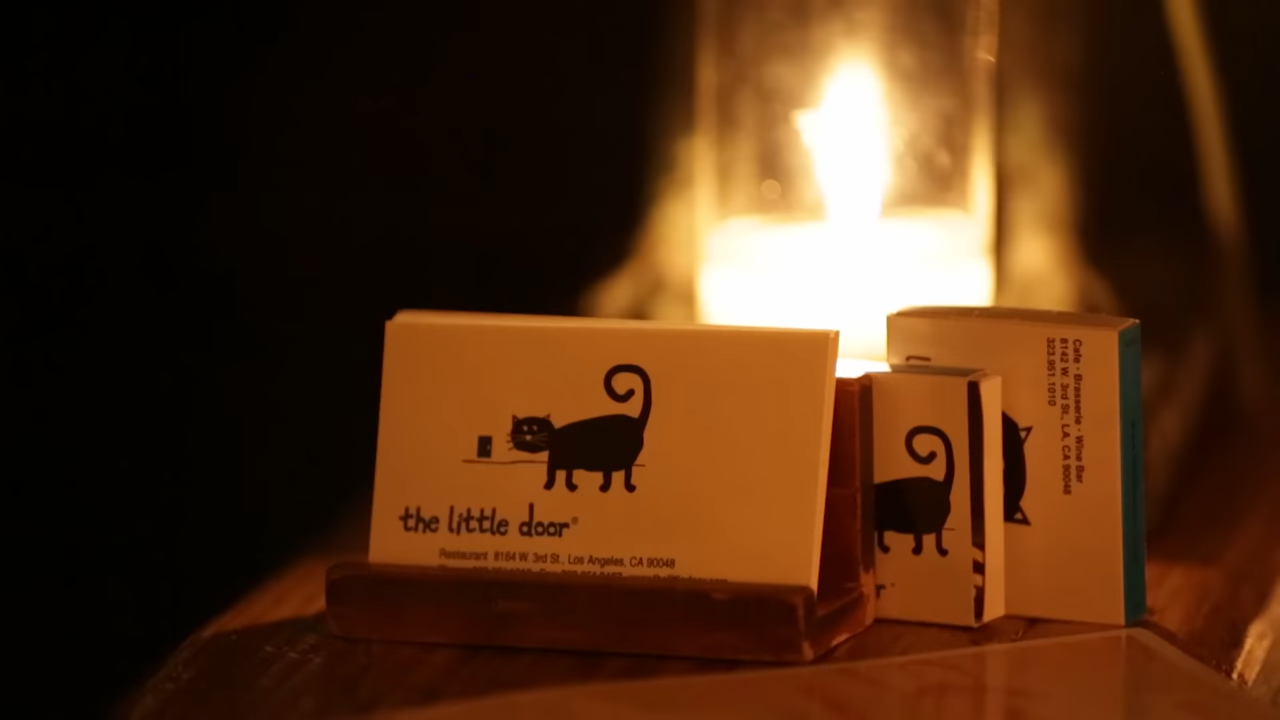 the little door®
Restaurant 8164 W. 3rd St., Los Angeles, CA 90048
Cafe - Brasserie - Wine Bar
8142 W. 3rd St., LA, CA 90048
323.951.1010